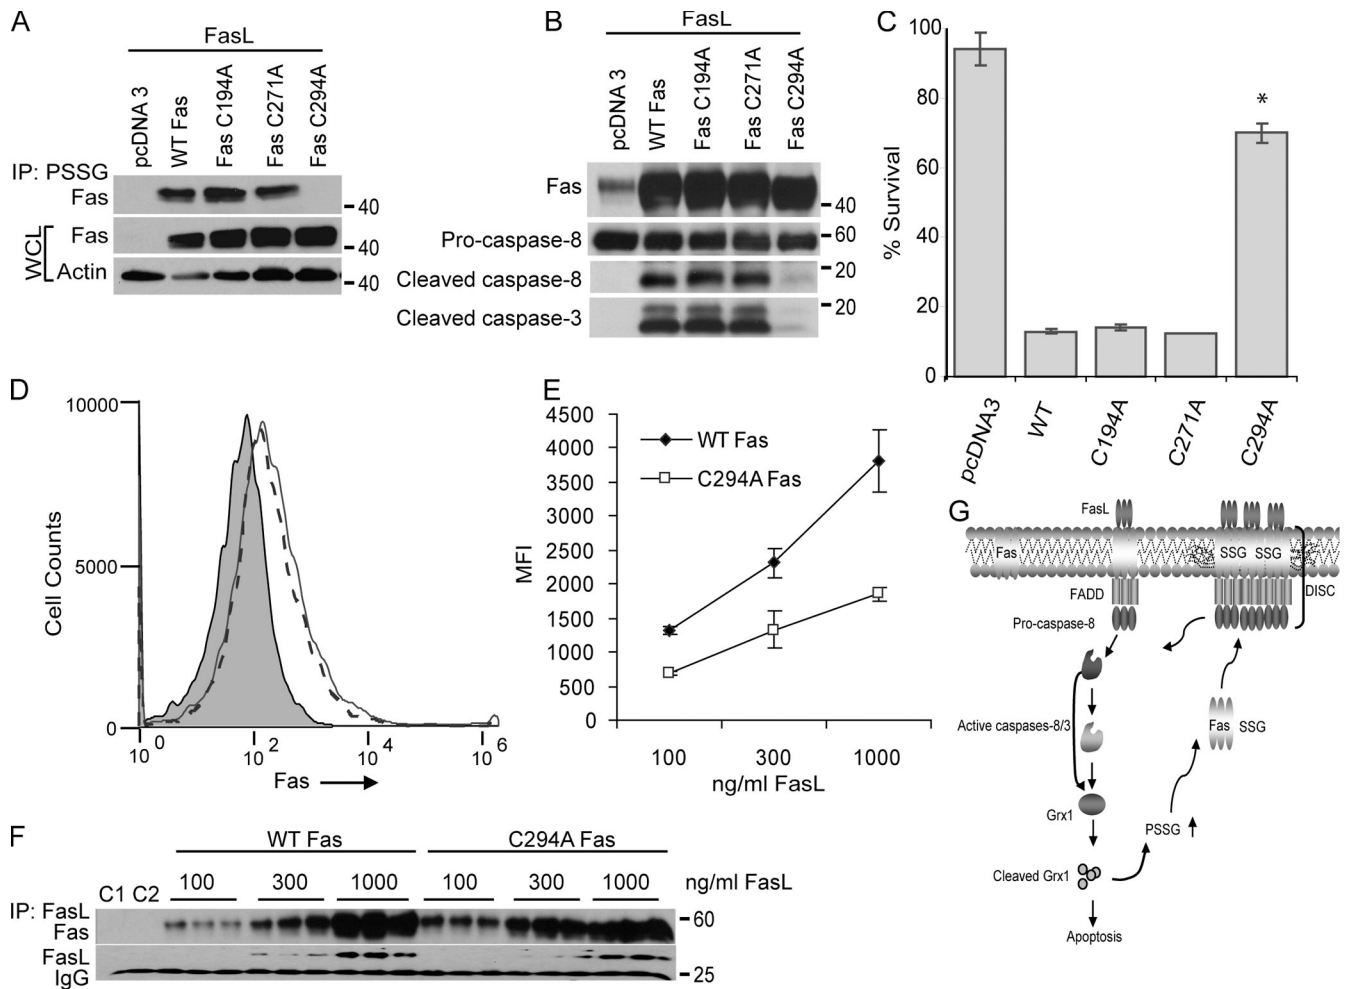 A
FasL
pcDNA 3
WT Fas
Fas C194A
Fas C271A
Fas C294A
IP: PSSG
Fas
40
WCL
Fas
40
Actin
40
B
FasL
pcDNA 3
WT Fas
Fas C194A
Fas C271A
Fas C294A
Fas
40
Pro-caspase-8
60
Cleaved caspase-8
20
Cleaved caspase-3
20
C
% Survival
100
80
60
40
20
0
*
pcDNA3
WT
C194A
C271A
C294A
D
Cell Counts
10000
5000
0
10 0
10 2
10 4
10 6
Fas
E
MFI
4500
4000
3500
3000
2500
2000
1500
1000
500
0
WT Fas
C294A Fas
100
300
1000
ng/ml FasL
F
WT Fas
C294A Fas
C1 C2
100
300
1000
100
300
1000
ng/ml FasL
IP: FasL
Fas
60
FasL
IgG
25
G
FasL
Fas
SSG
SSG
FADD
DISC
Pro-caspase-8
Active caspases-8/3
Fas
SSG
Grx1
PSSG
Cleaved Grx1
Apoptosis